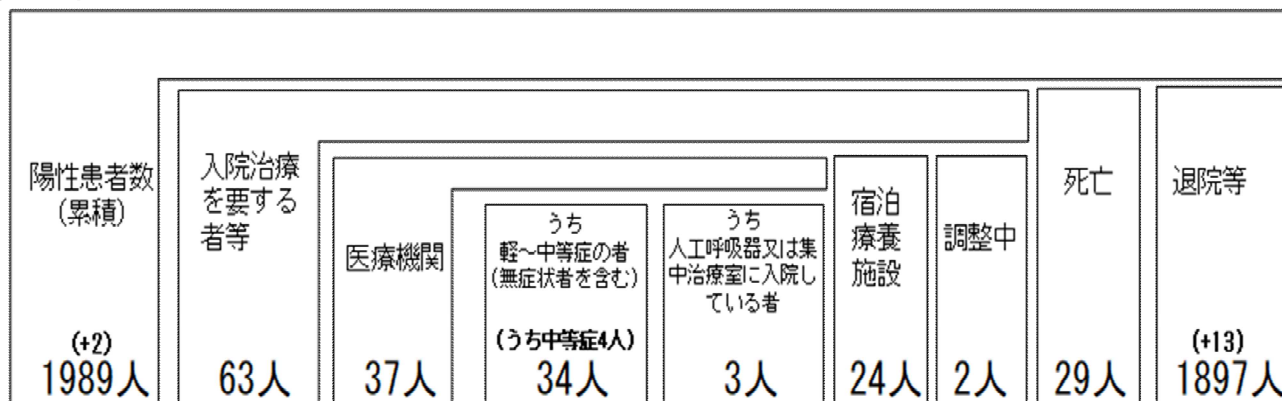 陽性患者数
(累積)
(+2)
1989人
入院治療
を要する
者等
63人
医療機関
37人
うち
軽～中等症の者
(無症状者を含む)
(うち中等症4人)
34人
うち
人工呼吸器又は集
中治療室に入院し
ている者
3人
宿泊
療養
施設
24人
調整中
2人
死亡
29人
退院等
(+13)
1897人